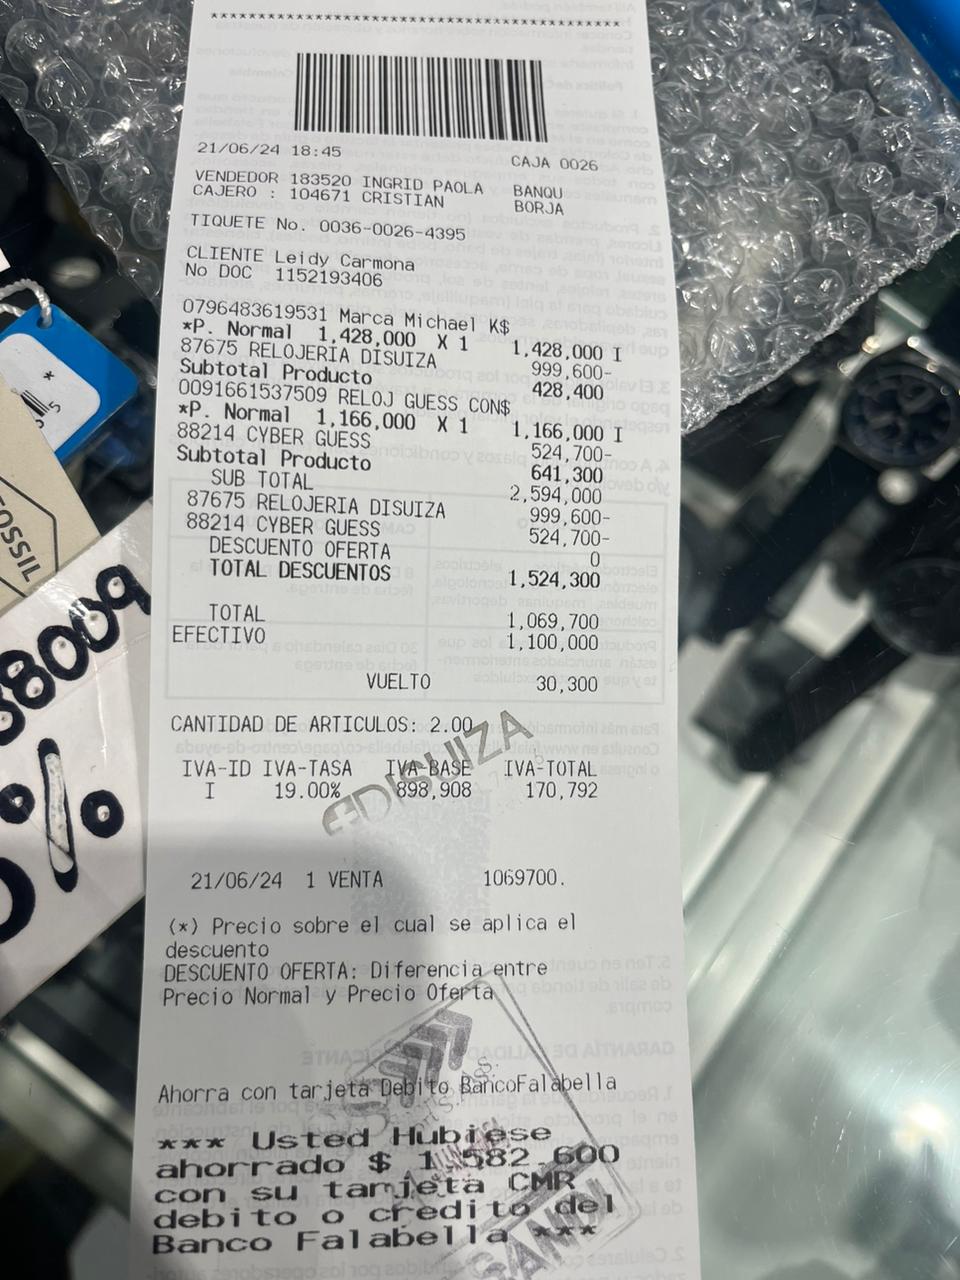 ****************************************
21/06/24 18:45 CAJA 0026
VENDEDOR 183520 INGRID PAOLA BANQU
CAJERO : 104671 CRISTIAN BORJA
TIQUETE No. 0036-0026-4395
CLIENTE Leidy Carmona
No DOC 1152193406
0796483619531 Marca Michael K$
*P. Normal 1,428,000 X 1 1,428,000 I
87675 RELOJERIA DISUIZA 999,600-
Subtotal Producto 428,400
0091661537509 RELOJ GUESS CON$
*P. Normal 1,166,000 X 1 1,166,000 I
88214 CYBER GUESS 524,700-
Subtotal Producto 641,300
SUB TOTAL 2,594,000
87675 RELOJERIA DISUIZA 999,600-
88214 CYBER GUESS 524,700-
DESCUENTO OFERTA 0
TOTAL DESCUENTOS 1,524,300
TOTAL 1,069,700
EFECTIVO 1,100,000
VUELTO 30,300
CANTIDAD DE ARTICULOS: 2.00
DISUIZA
IVA-ID IVA-TASA IVA-BASE IVA-TOTAL
I 19.00% 898,908 170,792
21/06/24 1 VENTA 1069700.
(*) Precio sobre el cual se aplica el
descuento
DESCUENTO OFERTA: Diferencia entre
Precio Normal y Precio Oferta
Ahorra con tarjeta Debito BancoFalabella
*** Usted Hubiese
ahorrado $ 1,582,600
con su tarjeta CMR
debito o credito del
Banco Falabella ***
FOSSIL
38009
%